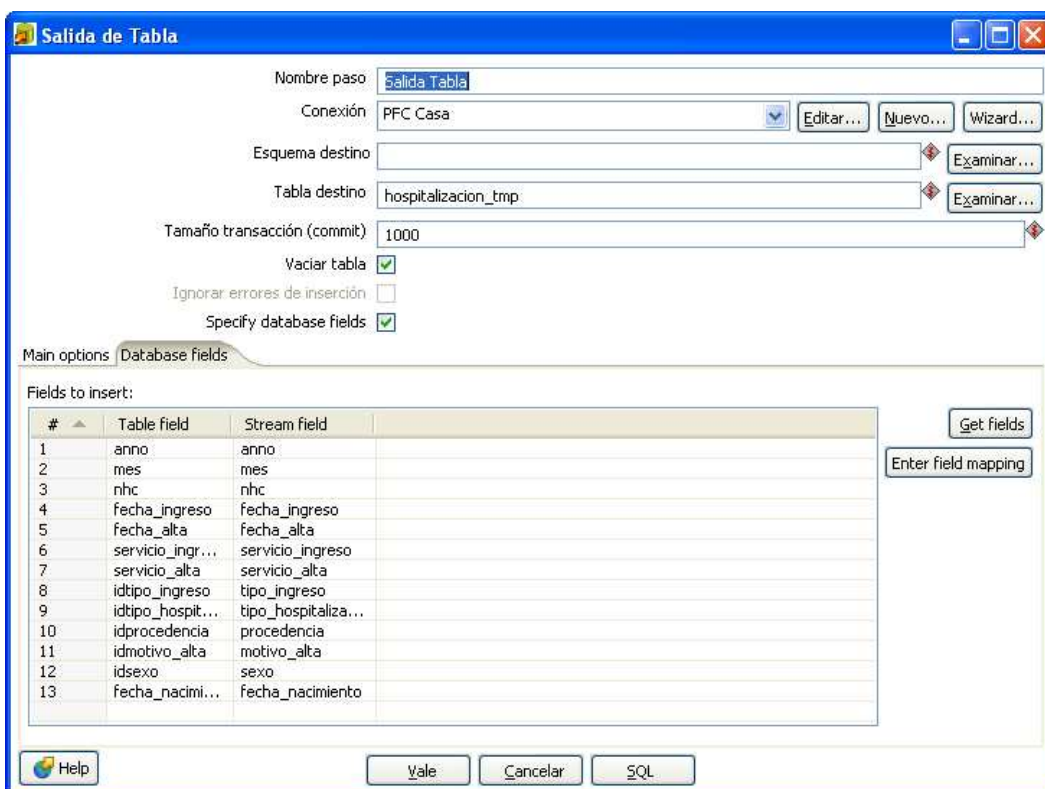 Salida de Tabla
Nombre paso Salida Tabla
Conexión PFC Casa Editar... Nuevo... Wizard...
Esquema destino Examinar...
Tabla destino hospitalizacion_tmp Examinar...
Tamaño transacción (commit) 1000
Vaciar tabla
Ignorar errores de inserción
Specify database fields
Main options Database fields
Fields to insert:
# Table field Stream field Get fields
1 anno anno
2 mes mes Enter field mapping
3 nhc nhc
4 fecha_ingreso fecha_ingreso
5 fecha_alta fecha_alta
6 servicio_ingr... servicio_ingreso
7 servicio_alta servicio_alta
8 idtipo_ingreso tipo_ingreso
9 idtipo_hospit... tipo_hospitaliza...
10 idprocedencia procedencia
11 idmotivo_alta motivo_alta
12 idsexo sexo
13 fecha_nacimi... fecha_nacimiento
Help Vale Cancelar SQL